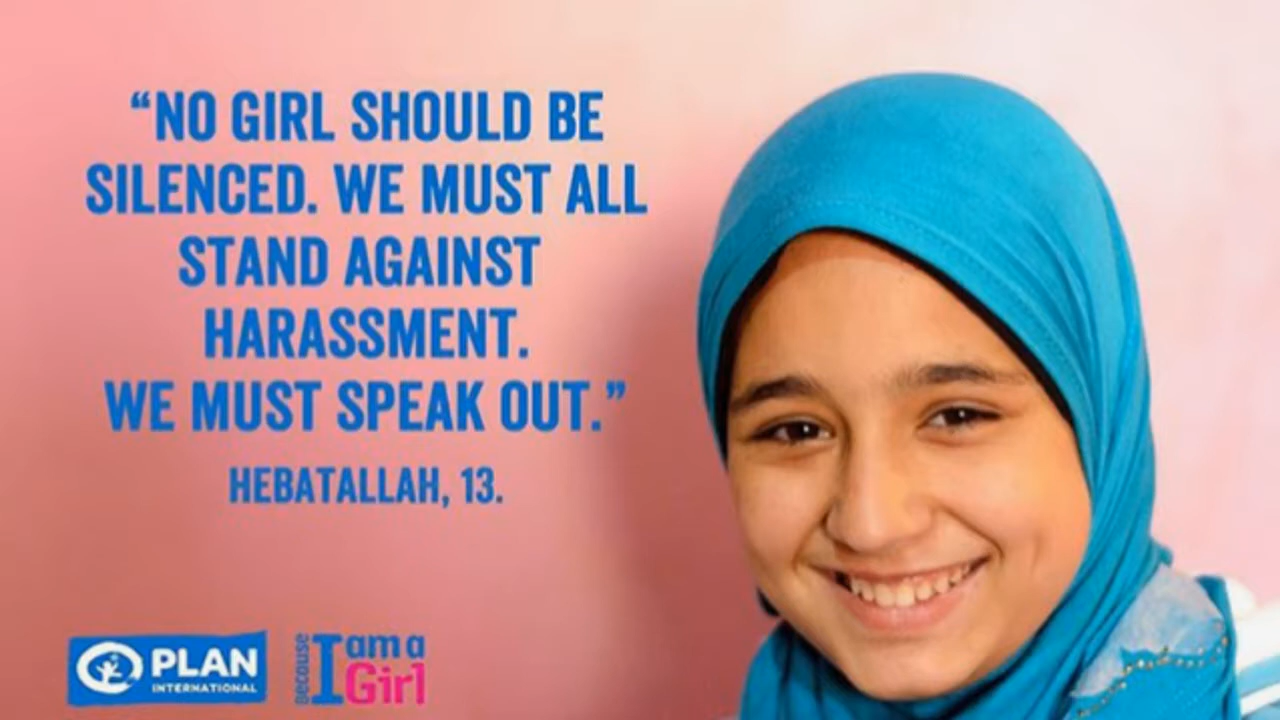 “NO GIRL SHOULD BE
SILENCED. WE MUST ALL
STAND AGAINST
HARASSMENT.
WE MUST SPEAK OUT.”
HEBATALLAH, 13.
PLAN
INTERNATIONAL
because
I am a
Girl